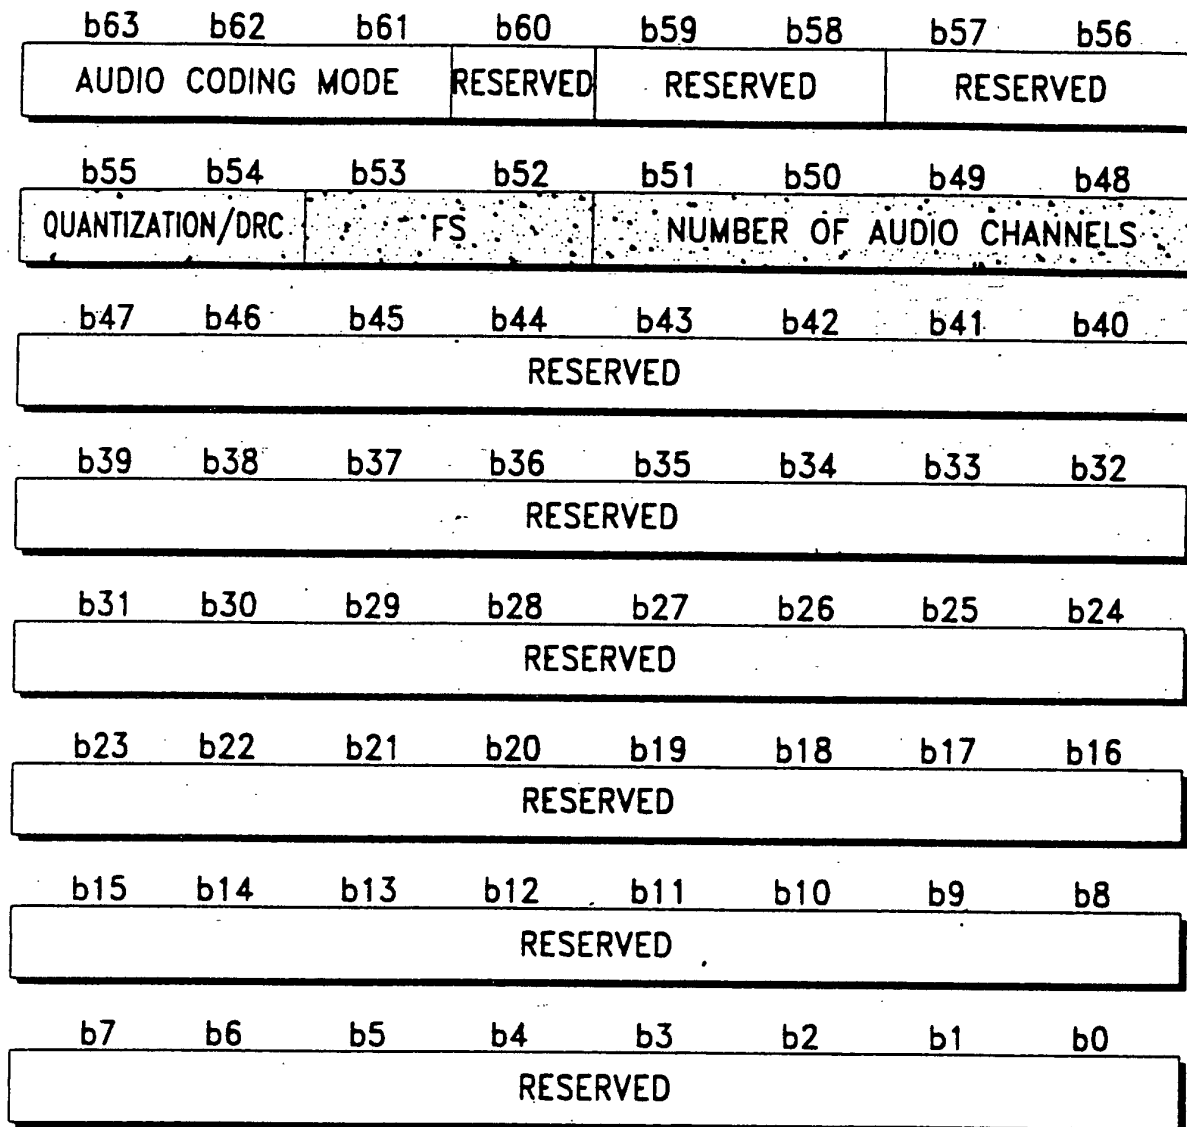 b63 b62 b61 b60 b59 b58 b57 b56
AUDIO CODING MODE RESERVED RESERVED RESERVED
b55 b54 b53 b52 b51 b50 b49 b48
QUANTIZATION/DRC FS NUMBER OF AUDIO CHANNELS
b47 b46 b45 b44 b43 b42 b41 b40
RESERVED
b39 b38 b37 b36 b35 b34 b33 b32
RESERVED
b31 b30 b29 b28 b27 b26 b25 b24
RESERVED
b23 b22 b21 b20 b19 b18 b17 b16
RESERVED
b15 b14 b13 b12 b11 b10 b9 b8
RESERVED
b7 b6 b5 b4 b3 b2 b1 b0
RESERVED